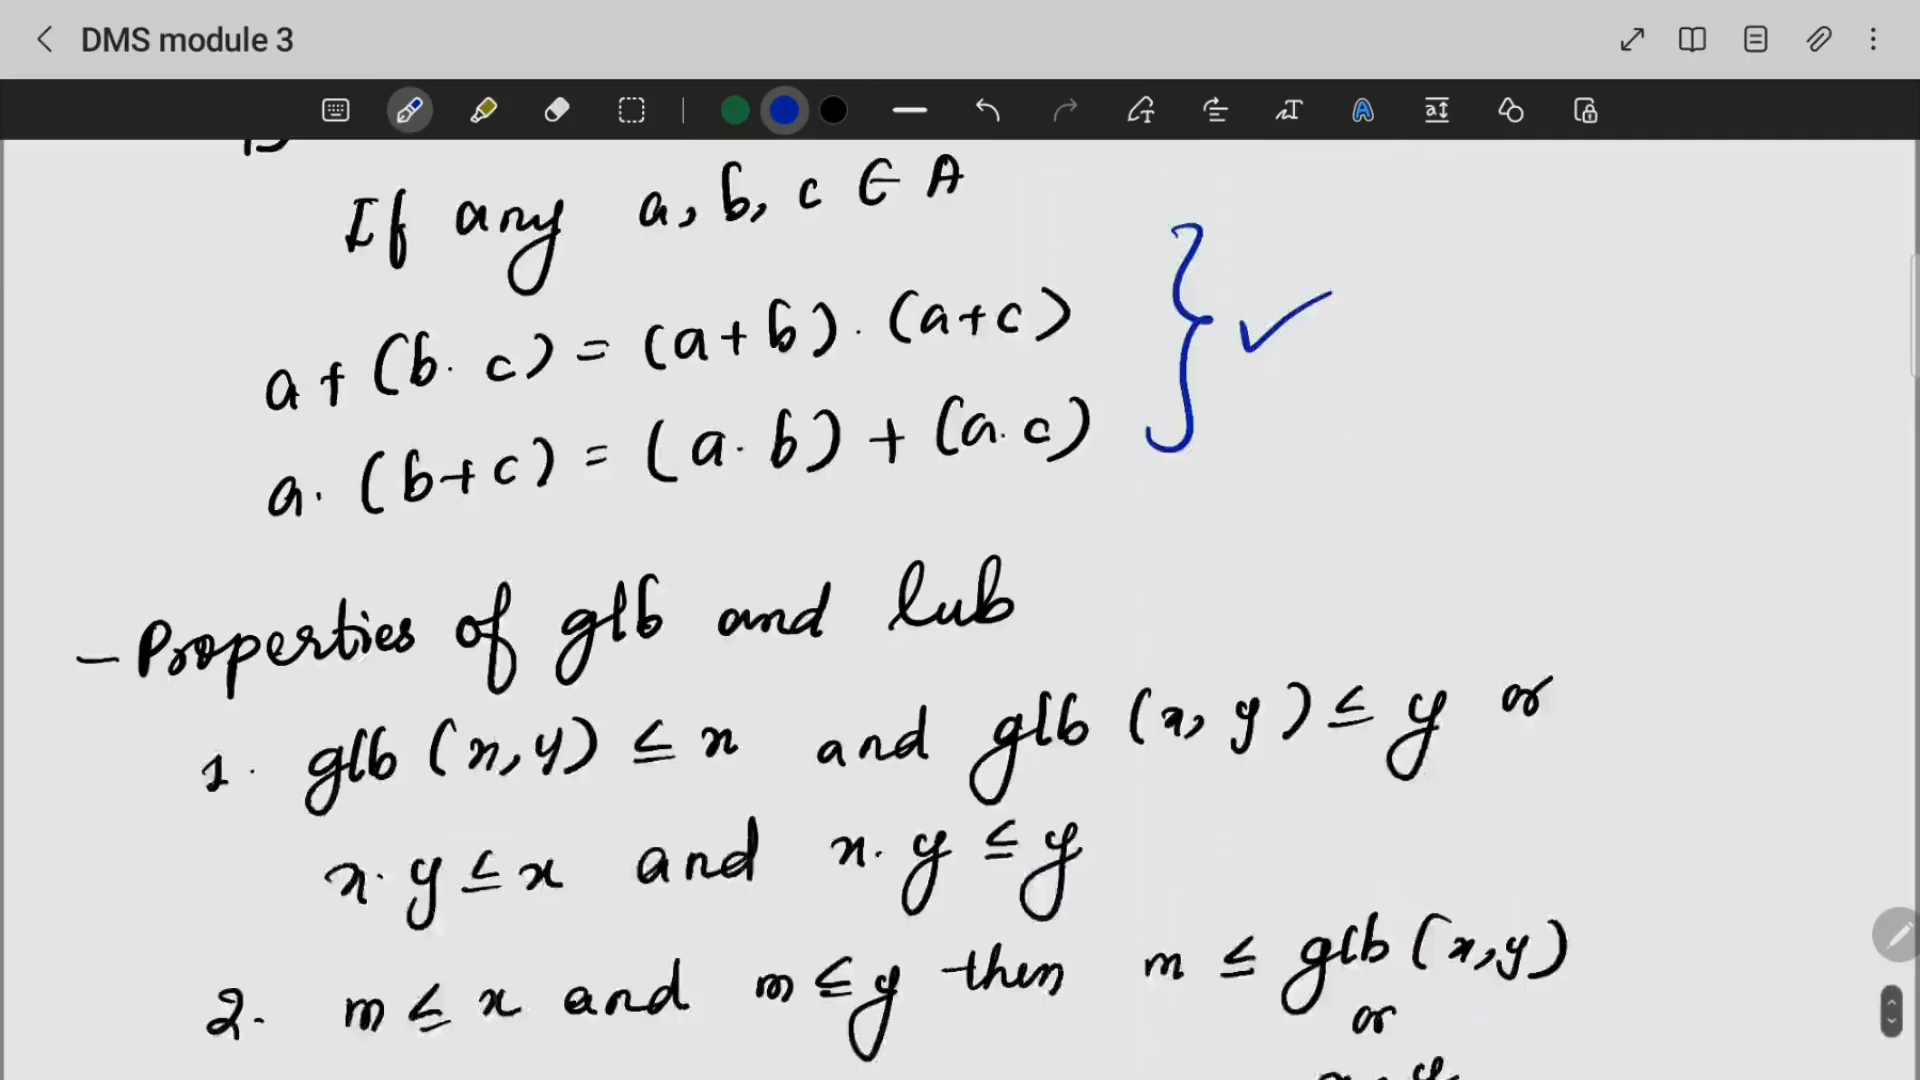 DMS module 3
If any a, b, c ∈ A
a + (b. c) = (a + b) . (a + c)
a. (b + c) = (a. b) + (a. c)
- Properties of glb and lub
1. glb (x, y) ≤ x and glb (x, y) ≤ y or
x. y ≤ x and x. y ≤ y
2. m ≤ x and m ≤ y then m ≤ glb (x, y)
or